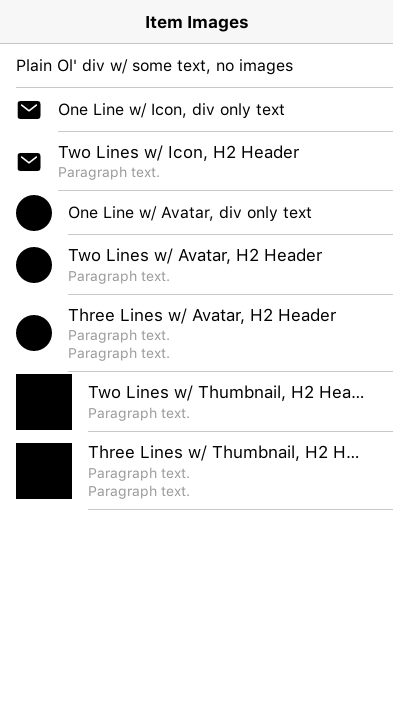 Item Images
Plain Ol' div w/ some text, no images
One Line w/ Icon, div only text
Two Lines w/ Icon, H2 Header
Paragraph text.
One Line w/ Avatar, div only text
Two Lines w/ Avatar, H2 Header
Paragraph text.
Three Lines w/ Avatar, H2 Header
Paragraph text.
Paragraph text.
Two Lines w/ Thumbnail, H2 Hea...
Paragraph text.
Three Lines w/ Thumbnail, H2 H...
Paragraph text.
Paragraph text.